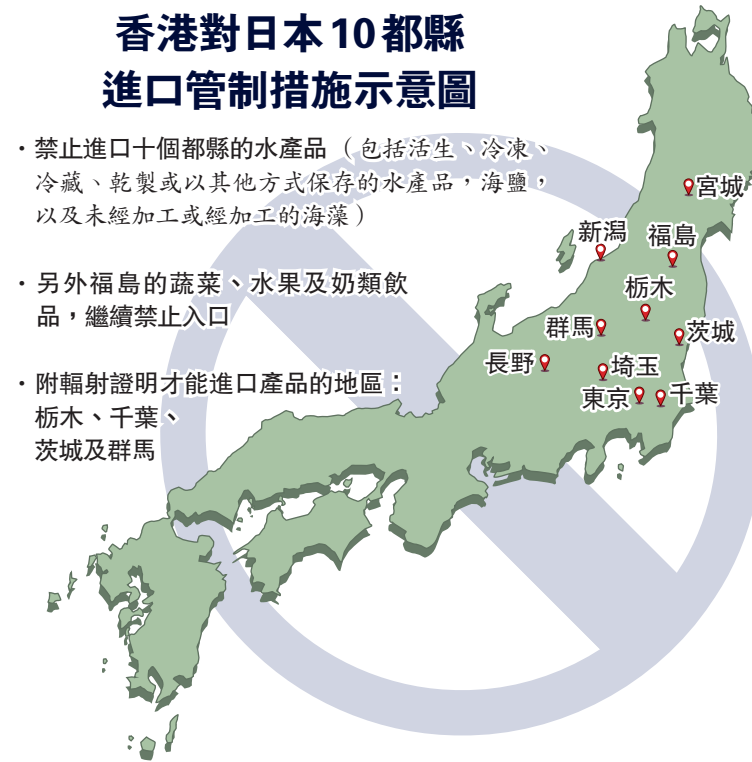 香港對日本10都縣
進口管制措施示意圖
・禁止進口十個都縣的水產品（包括活生、冷凍、
冷藏、乾製或以其他方式保存的水產品，海鹽，
以及未經加工或經加工的海藻）
・另外福島的蔬菜、水果及奶類飲
品，繼續禁止入口
・附輻射證明才能進口產品的地區：
栃木、千葉、
茨城及群馬
宮城
新潟
福島
栃木
群馬
茨城
長野
埼玉
東京
千葉